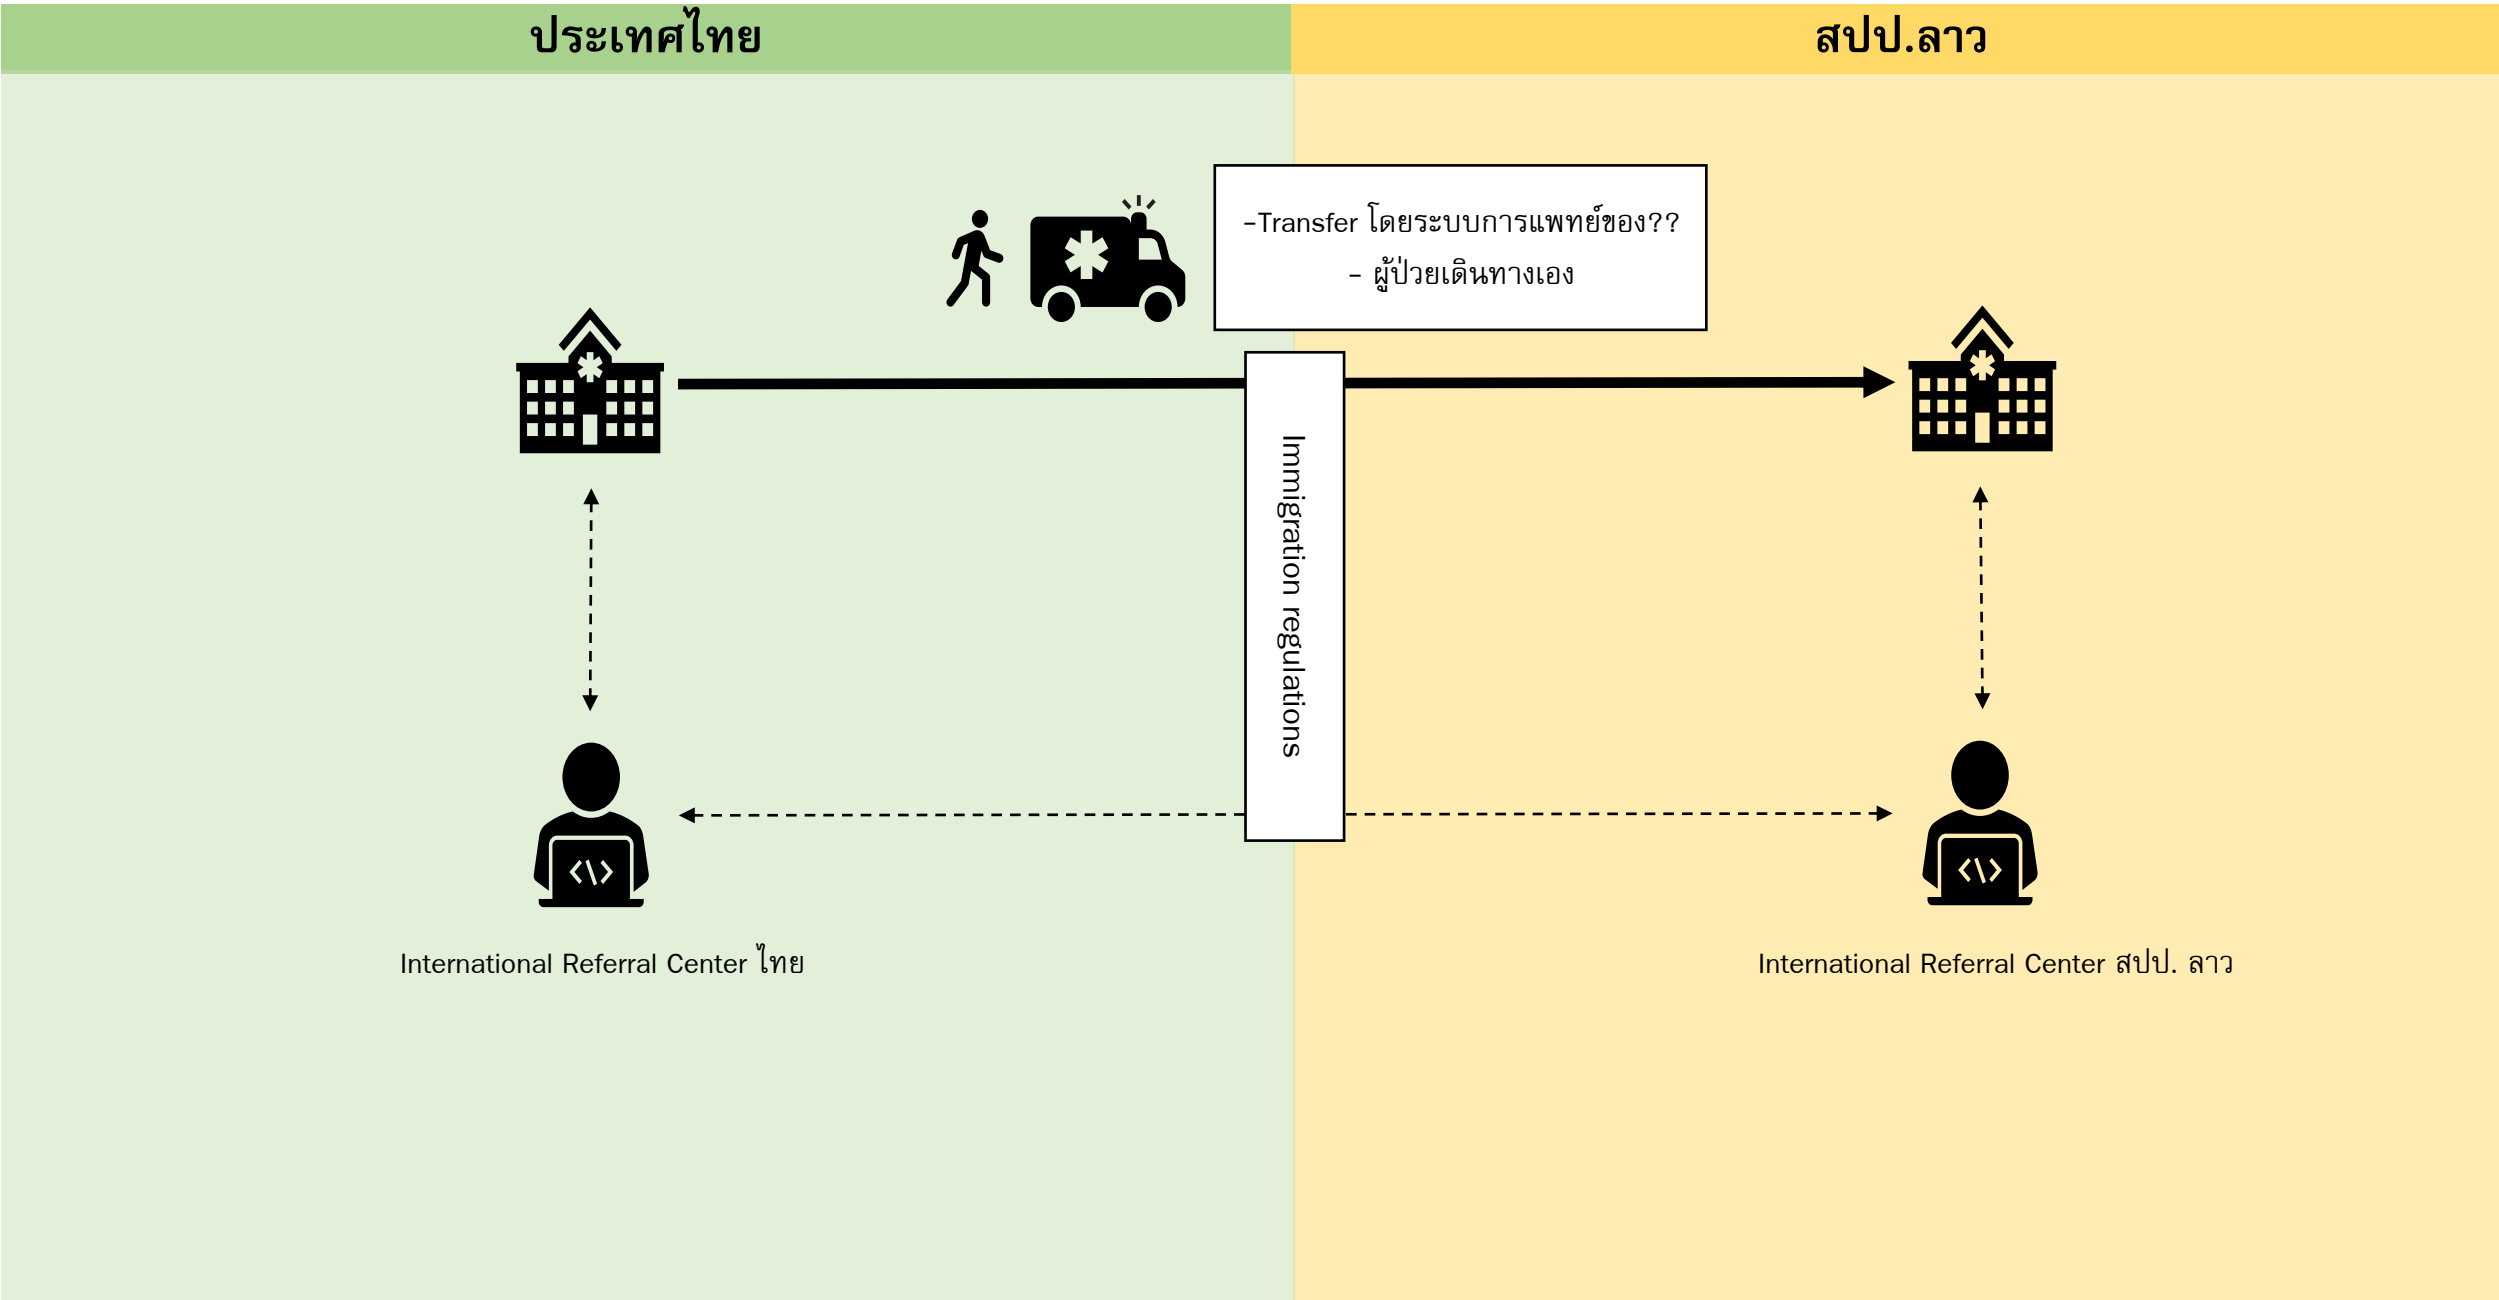 ประเทศไทย
สปป.ลาว
-Transfer โดยระบบการแพทย์ของ??
- ผู้ป่วยเดินทางเอง
Immigration regulations
International Referral Center ไทย
International Referral Center สปป. ลาว